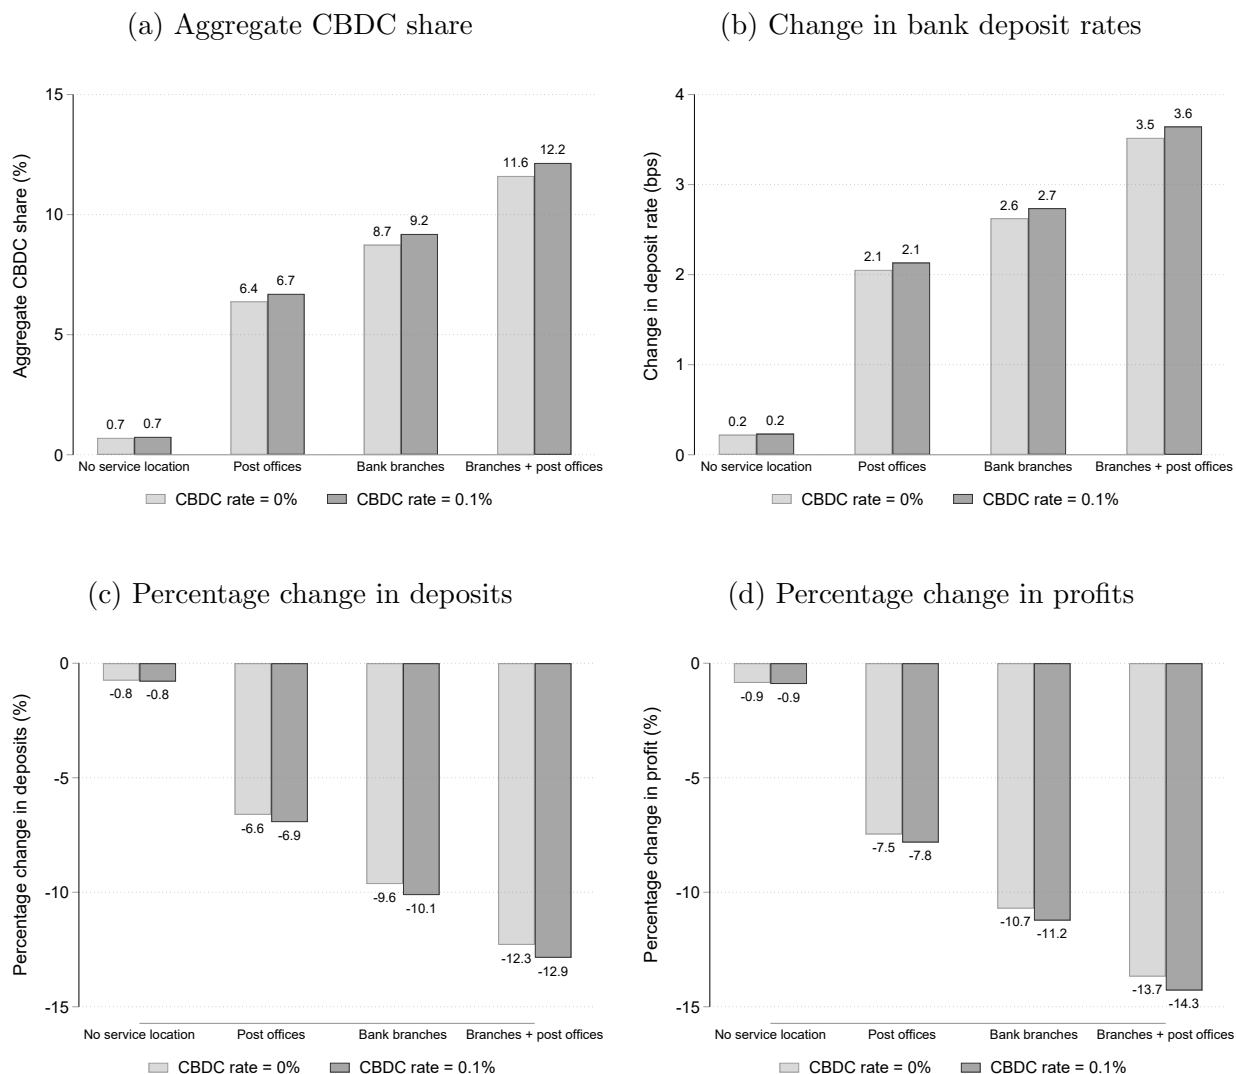 (a) Aggregate CBDC share
Aggregate CBDC share (%)
15
10
5
0
0.7 0.7
6.4 6.7
8.7 9.2
11.6 12.2
No service location Post offices Bank branches Branches + post offices
CBDC rate = 0% CBDC rate = 0.1%
(b) Change in bank deposit rates
Change in deposit rate (bps)
4
3
2
1
0
0.2 0.2
2.1 2.1
2.6 2.7
3.5 3.6
No service location Post offices Bank branches Branches + post offices
CBDC rate = 0% CBDC rate = 0.1%
(c) Percentage change in deposits
Percentage change in deposits (%)
0
-5
-10
-15
-0.8 -0.8
-6.6 -6.9
-9.6 -10.1
-12.3 -12.9
No service location Post offices Bank branches Branches + post offices
CBDC rate = 0% CBDC rate = 0.1%
(d) Percentage change in profits
Percentage change in profit (%)
0
-5
-10
-15
-0.9 -0.9
-7.5 -7.8
-10.7 -11.2
-13.7 -14.3
No service location Post offices Bank branches Branches + post offices
CBDC rate = 0% CBDC rate = 0.1%